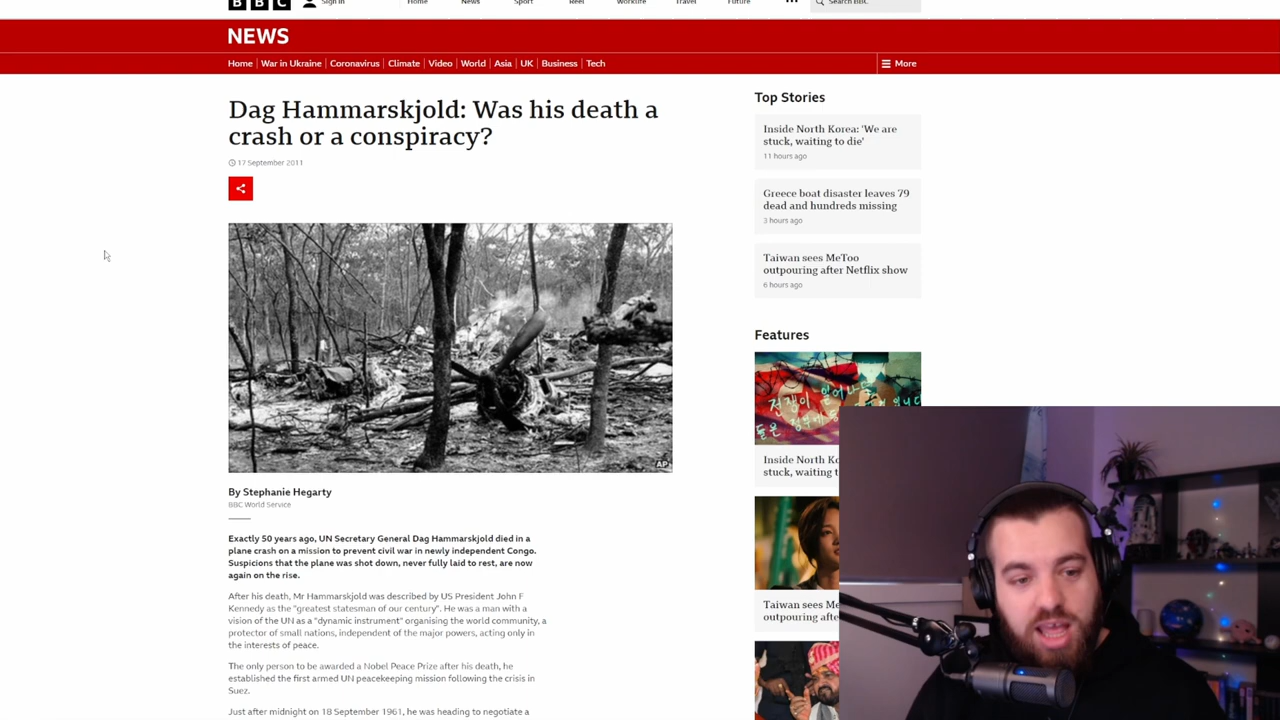 BBC Sign in Home News Sport Reel Worklife Travel Future ... Search BBC
NEWS
Home War in Ukraine Coronavirus Climate Video World Asia UK Business Tech More
Dag Hammarskjold: Was his death a
crash or a conspiracy?
17 September 2011
AP
By Stephanie Hegarty
BBC World Service
Exactly 50 years ago, UN Secretary General Dag Hammarskjold died in a
plane crash on a mission to prevent civil war in newly independent Congo.
Suspicions that the plane was shot down, never fully laid to rest, are now
again on the rise.
After his death, Mr Hammarskjold was described by US President John F
Kennedy as the "greatest statesman of our century". He was a man with a
vision of the UN as a "dynamic instrument" organising the world community, a
protector of small nations, independent of the major powers, acting only in
the interests of peace.
The only person to be awarded a Nobel Peace Prize after his death, he
established the first armed UN peacekeeping mission following the crisis in
Suez.
Just after midnight on 18 September 1961, he was heading to negotiate a
Top Stories
Inside North Korea: 'We are
stuck, waiting to die'
11 hours ago
Greece boat disaster leaves 79
dead and hundreds missing
3 hours ago
Taiwan sees MeToo
outpouring after Netflix show
6 hours ago
Features
전쟁이
Inside North Ko
stuck, waiting t
Taiwan sees Me
outpouring afte